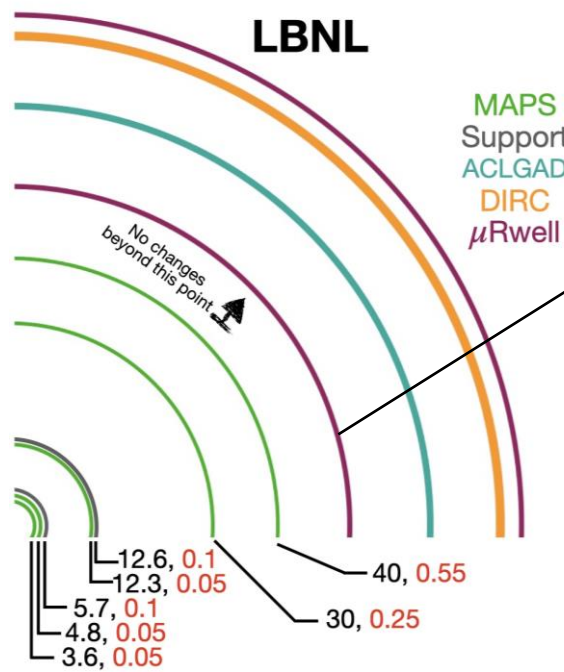 LBNL
MAPS
Support
ACLGAD
DIRC
μRwell
No changes
beyond this point
12.6, 0.1
12.3, 0.05
5.7, 0.1
4.8, 0.05
3.6, 0.05
40, 0.55
30, 0.25